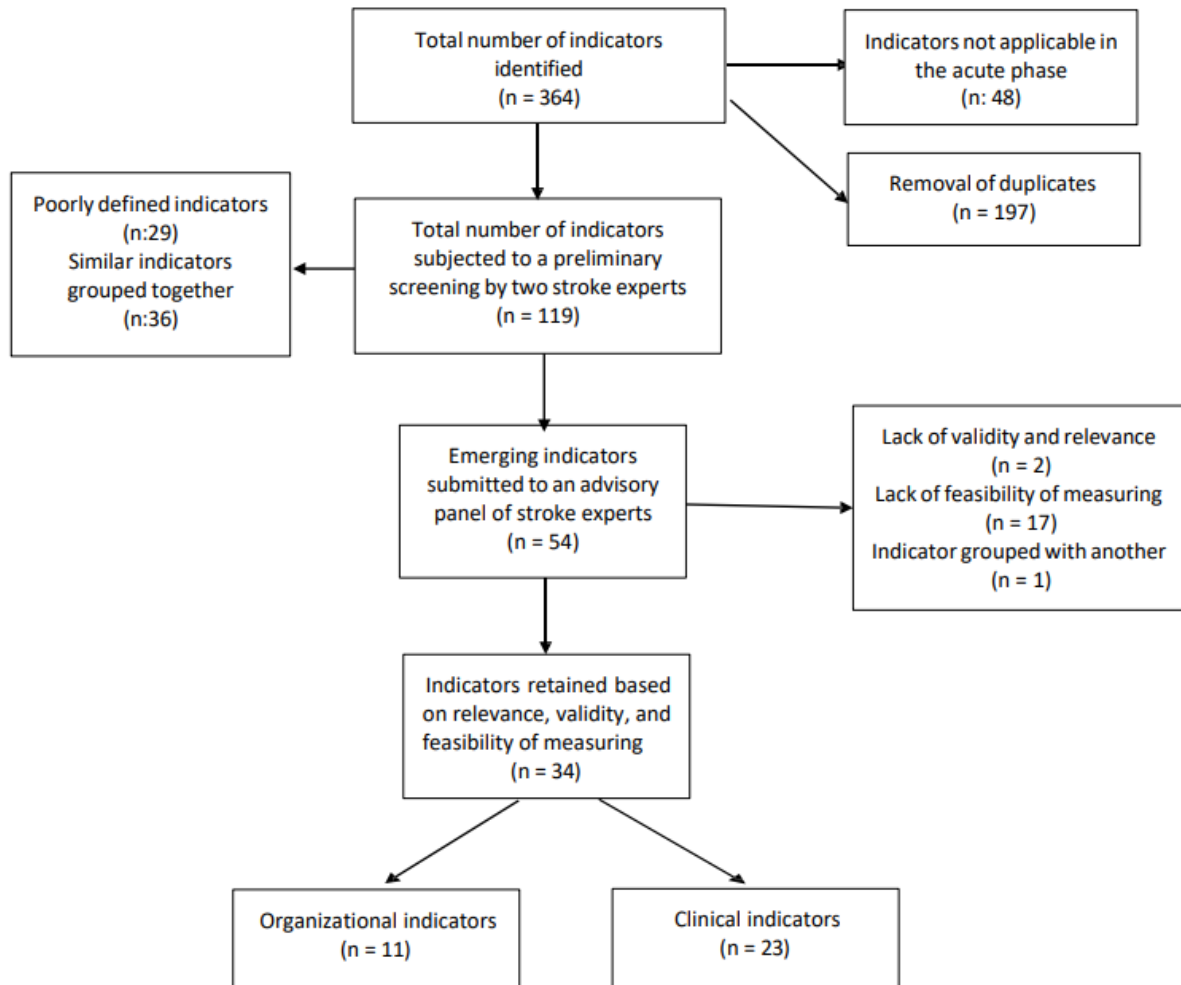 Total number of indicators
identified
(n = 364)
Indicators not applicable in
the acute phase
(n: 48)
Removal of duplicates
(n = 197)
Poorly defined indicators
(n:29)
Similar indicators
grouped together
(n:36)
Total number of indicators
subjected to a preliminary
screening by two stroke experts
(n = 119)
Emerging indicators
submitted to an advisory
panel of stroke experts
(n = 54)
Lack of validity and relevance
(n = 2)
Lack of feasibility of measuring
(n = 17)
Indicator grouped with another
(n = 1)
Indicators retained based
on relevance, validity, and
feasibility of measuring
(n = 34)
Organizational indicators
(n = 11)
Clinical indicators
(n = 23)